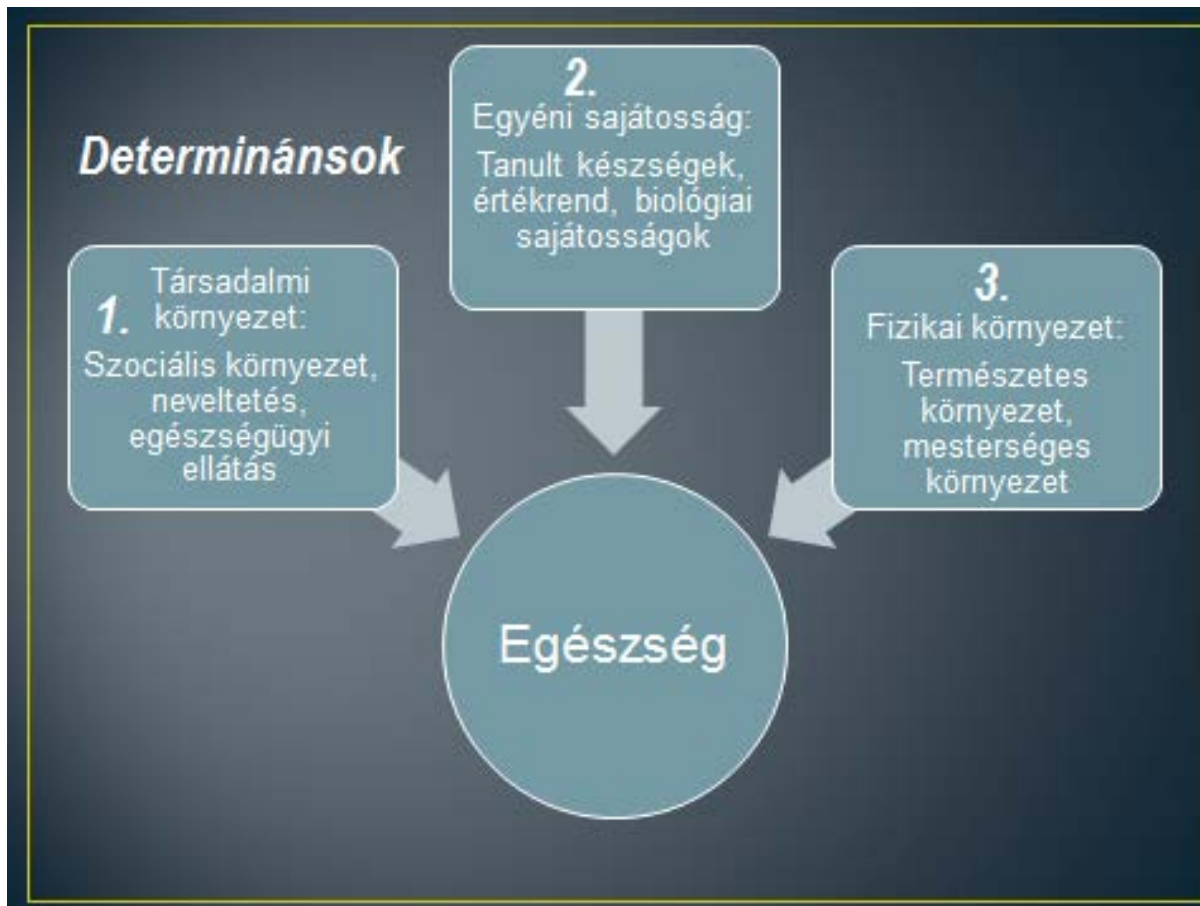 Determinánsok
1.
Társadalmi
környezet:
Szociális környezet,
neveltetés,
egészségügyi
ellátás
2.
Egyéni sajátosság:
Tanult készségek,
értékrend, biológiai
sajátosságok
3.
Fizikai környezet:
Természetes
környezet,
mesterséges
környezet
Egészség